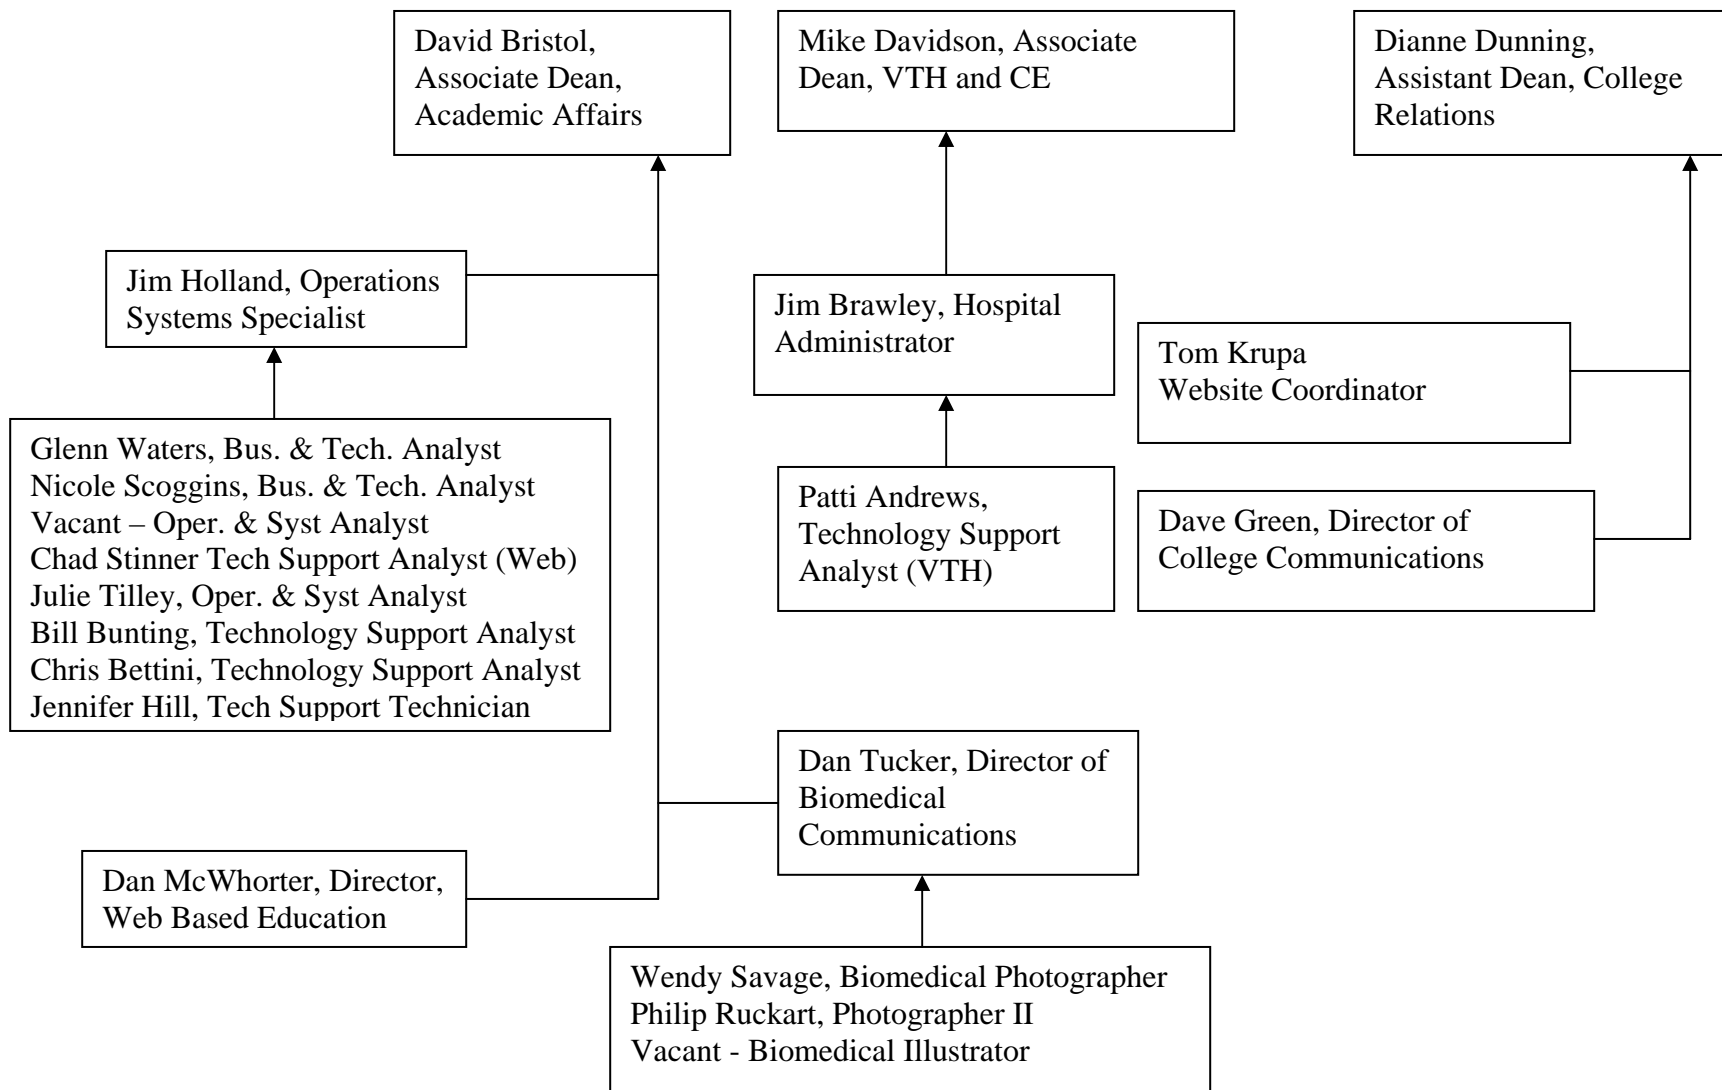 David Bristol,
Associate Dean,
Academic Affairs
Mike Davidson, Associate
Dean, VTH and CE
Dianne Dunning,
Assistant Dean, College
Relations
Jim Holland, Operations
Systems Specialist
Jim Brawley, Hospital
Administrator
Tom Krupa
Website Coordinator
Glenn Waters, Bus. & Tech. Analyst
Nicole Scoggins, Bus. & Tech. Analyst
Vacant – Oper. & Syst Analyst
Chad Stinner Tech Support Analyst (Web)
Julie Tilley, Oper. & Syst Analyst
Bill Bunting, Technology Support Analyst
Chris Bettini, Technology Support Analyst
Jennifer Hill, Tech Support Technician
Patti Andrews,
Technology Support
Analyst (VTH)
Dave Green, Director of
College Communications
Dan Tucker, Director of
Biomedical
Communications
Dan McWhorter, Director,
Web Based Education
Wendy Savage, Biomedical Photographer
Philip Ruckart, Photographer II
Vacant - Biomedical Illustrator